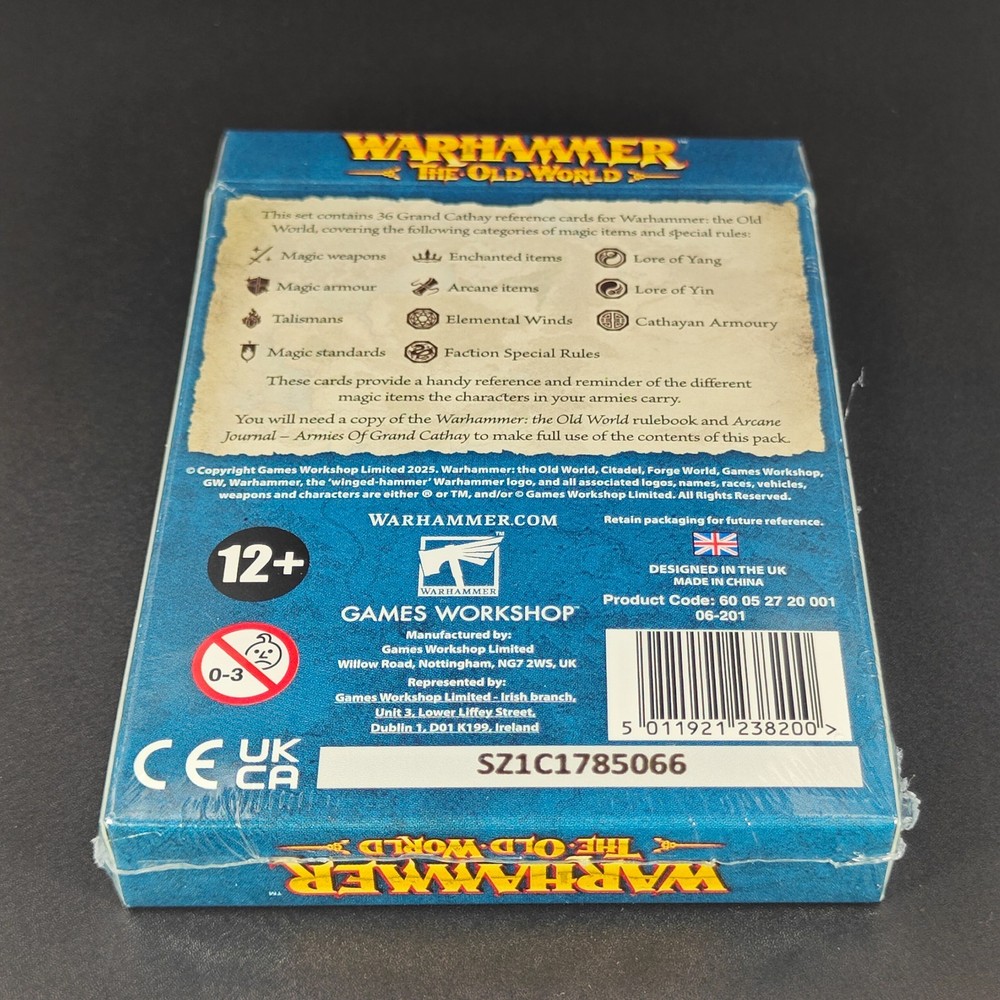 WARHAMMER™
THE·OLD·WORLD
This set contains 36 Grand Cathay reference cards for Warhammer: the Old
World, covering the following categories of magic items and special rules:
Magic weapons Enchanted items Lore of Yang
Magic armour Arcane items Lore of Yin
Talismans Elemental Winds Cathayan Armoury
Magic standards Faction Special Rules
These cards provide a handy reference and reminder of the different
magic items the characters in your armies carry.
You will need a copy of the Warhammer: the Old World rulebook and Arcane
Journal – Armies Of Grand Cathay to make full use of the contents of this pack.
© Copyright Games Workshop Limited 2025. Warhammer: the Old World, Citadel, Forge World, Games Workshop,
GW, Warhammer, the 'winged-hammer' Warhammer logo, and all associated logos, names, races, vehicles,
weapons and characters are either ® or TM, and/or © Games Workshop Limited. All Rights Reserved.
12+
0-3
WARHAMMER.COM
™
WARHAMMER
GAMES WORKSHOP™
Manufactured by:
Games Workshop Limited
Willow Road, Nottingham, NG7 2WS, UK
Represented by:
Games Workshop Limited - Irish branch,
Unit 3, Lower Liffey Street,
Dublin 1, D01 K199, Ireland
Retain packaging for future reference.
DESIGNED IN THE UK
MADE IN CHINA
Product Code: 60 05 27 20 001
06-201
5 011921 238200 >
CE UK
CA
SZ1C1785066
WARHAMMER™
THE·OLD·WORLD